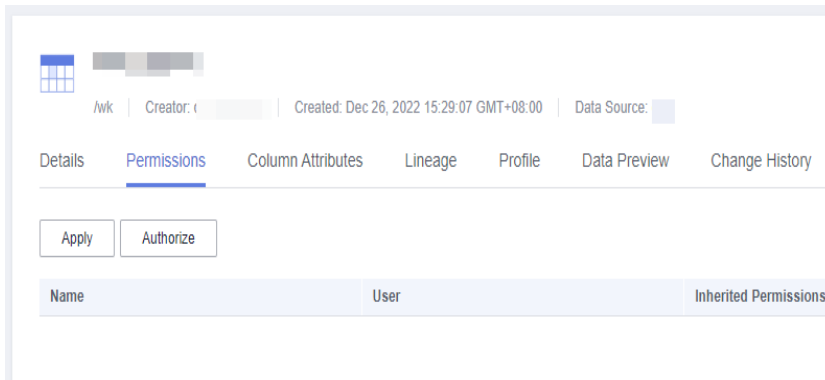 /wk Creator: Created: Dec 26, 2022 15:29:07 GMT+08:00 Data Source:
Details Permissions Column Attributes Lineage Profile Data Preview Change History
Apply Authorize
Name User Inherited Permissions